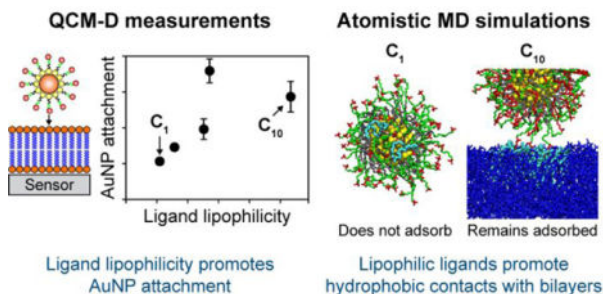 QCM-D measurements
Sensor
AuNP attachment
C1
C10
Ligand lipophilicity
Ligand lipophilicity promotes
AuNP attachment
Atomistic MD simulations
C1
C10
Does not adsorb
Remains adsorbed
Lipophilic ligands promote
hydrophobic contacts with bilayers